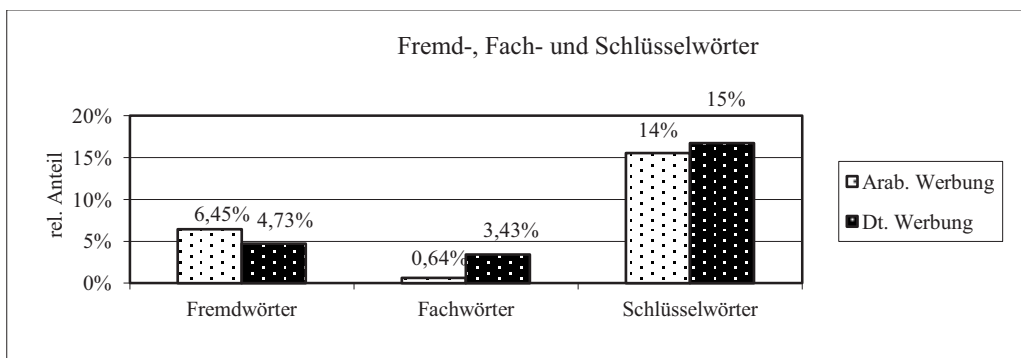 Fremd-, Fach- und Schlüsselwörter
rel. Anteil
20%
15%
10%
5%
0%
6,45%
4,73%
0,64%
3,43%
14%
15%
Fremdwörter
Fachwörter
Schlüsselwörter
Arab. Werbung
Dt. Werbung